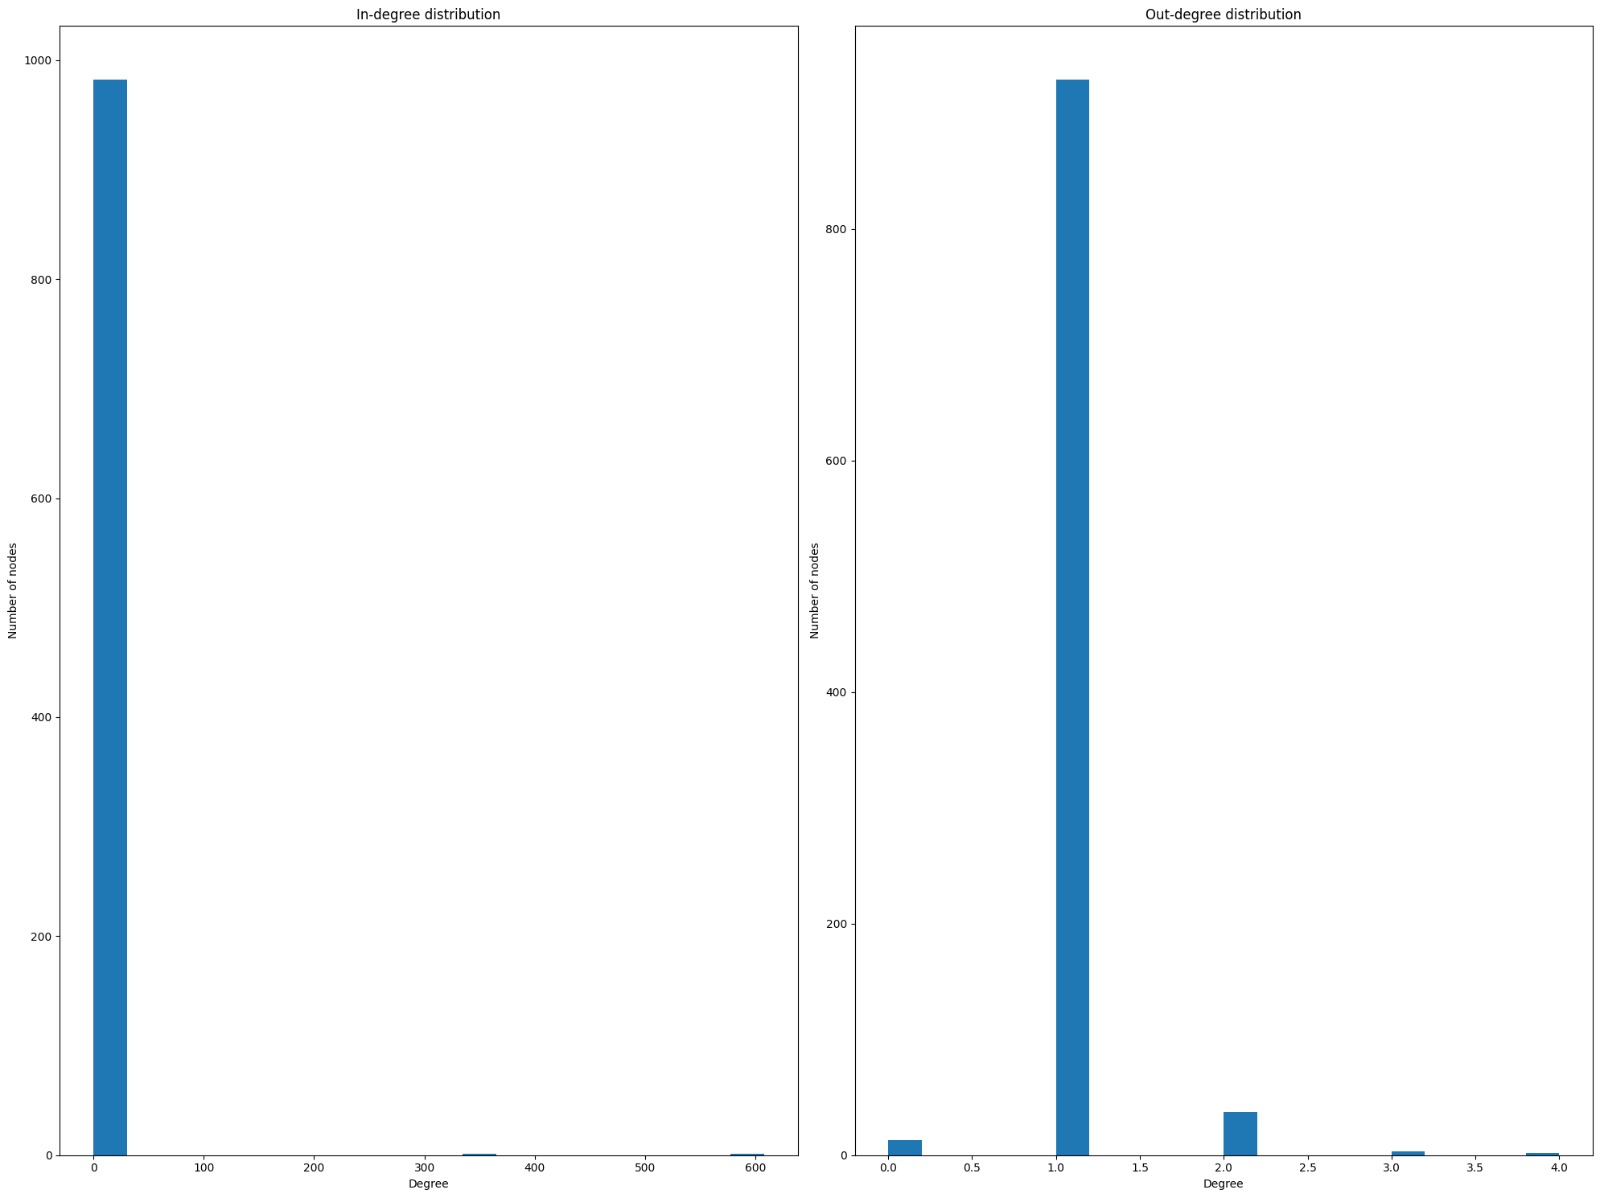 In-degree distribution
1000
800
600
400
200
0
Number of nodes
0 100 200 300 400 500 600
Degree
Out-degree distribution
800
600
400
200
0
Number of nodes
0.0 0.5 1.0 1.5 2.0 2.5 3.0 3.5 4.0
Degree